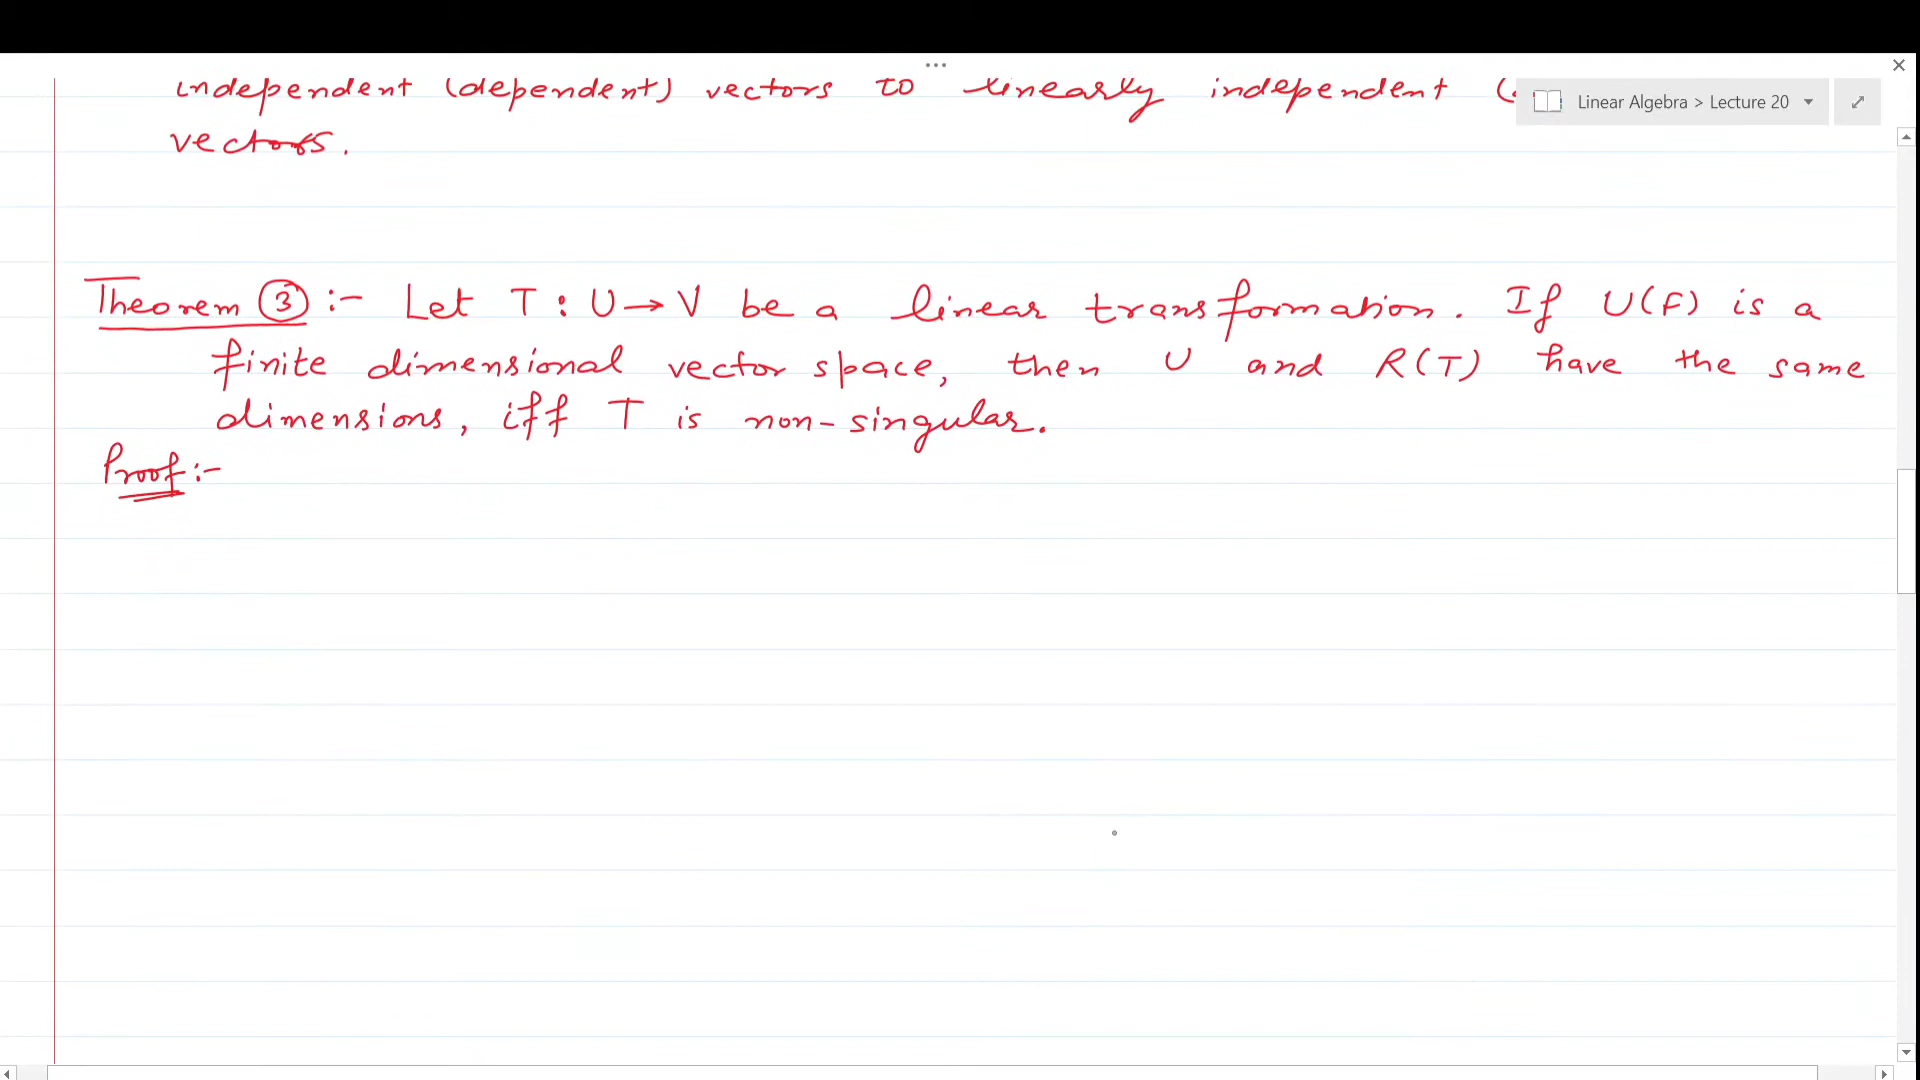 independent (dependent) vectors to linearly independent (
Linear Algebra > Lecture 20
vectors.
Theorem ③ :- Let T : U → V be a linear transformation. If U(F) is a
finite dimensional vector space, then U and R(T) have the same
dimensions, iff T is non-singular.
Proof :-